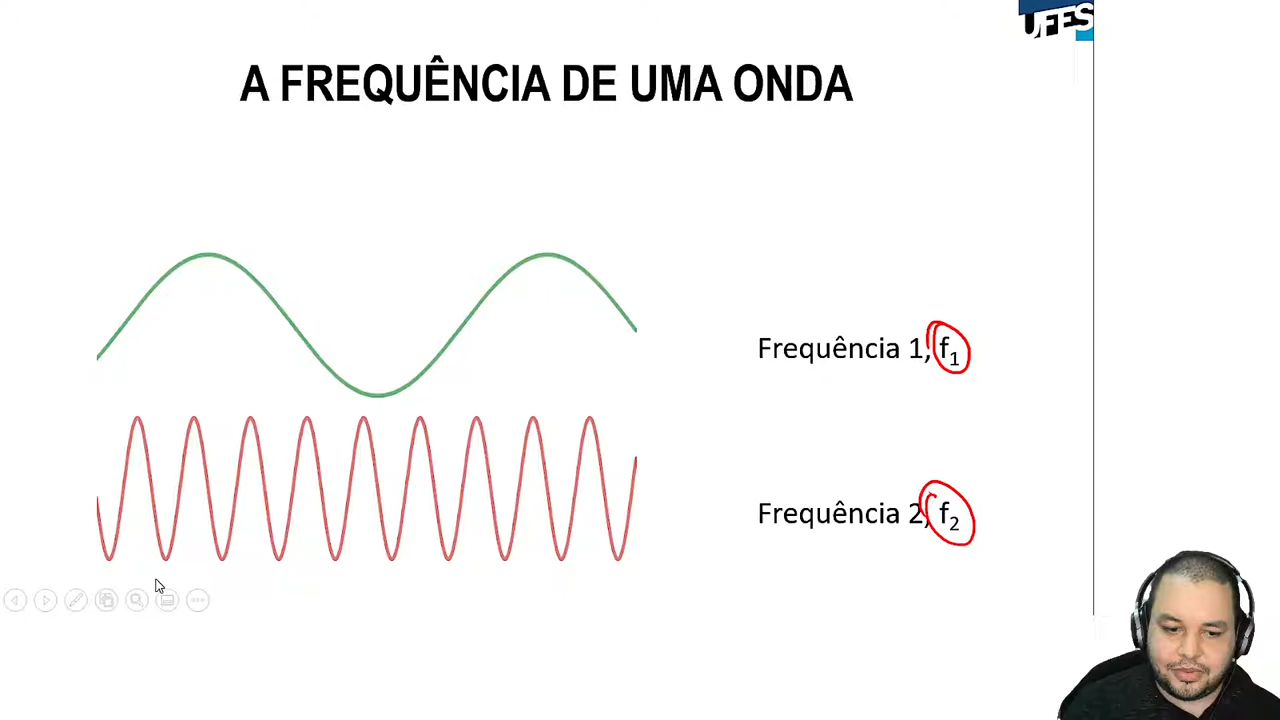 UFES
A FREQUÊNCIA DE UMA ONDA
Frequência 1, f₁
Frequência 2, f₂